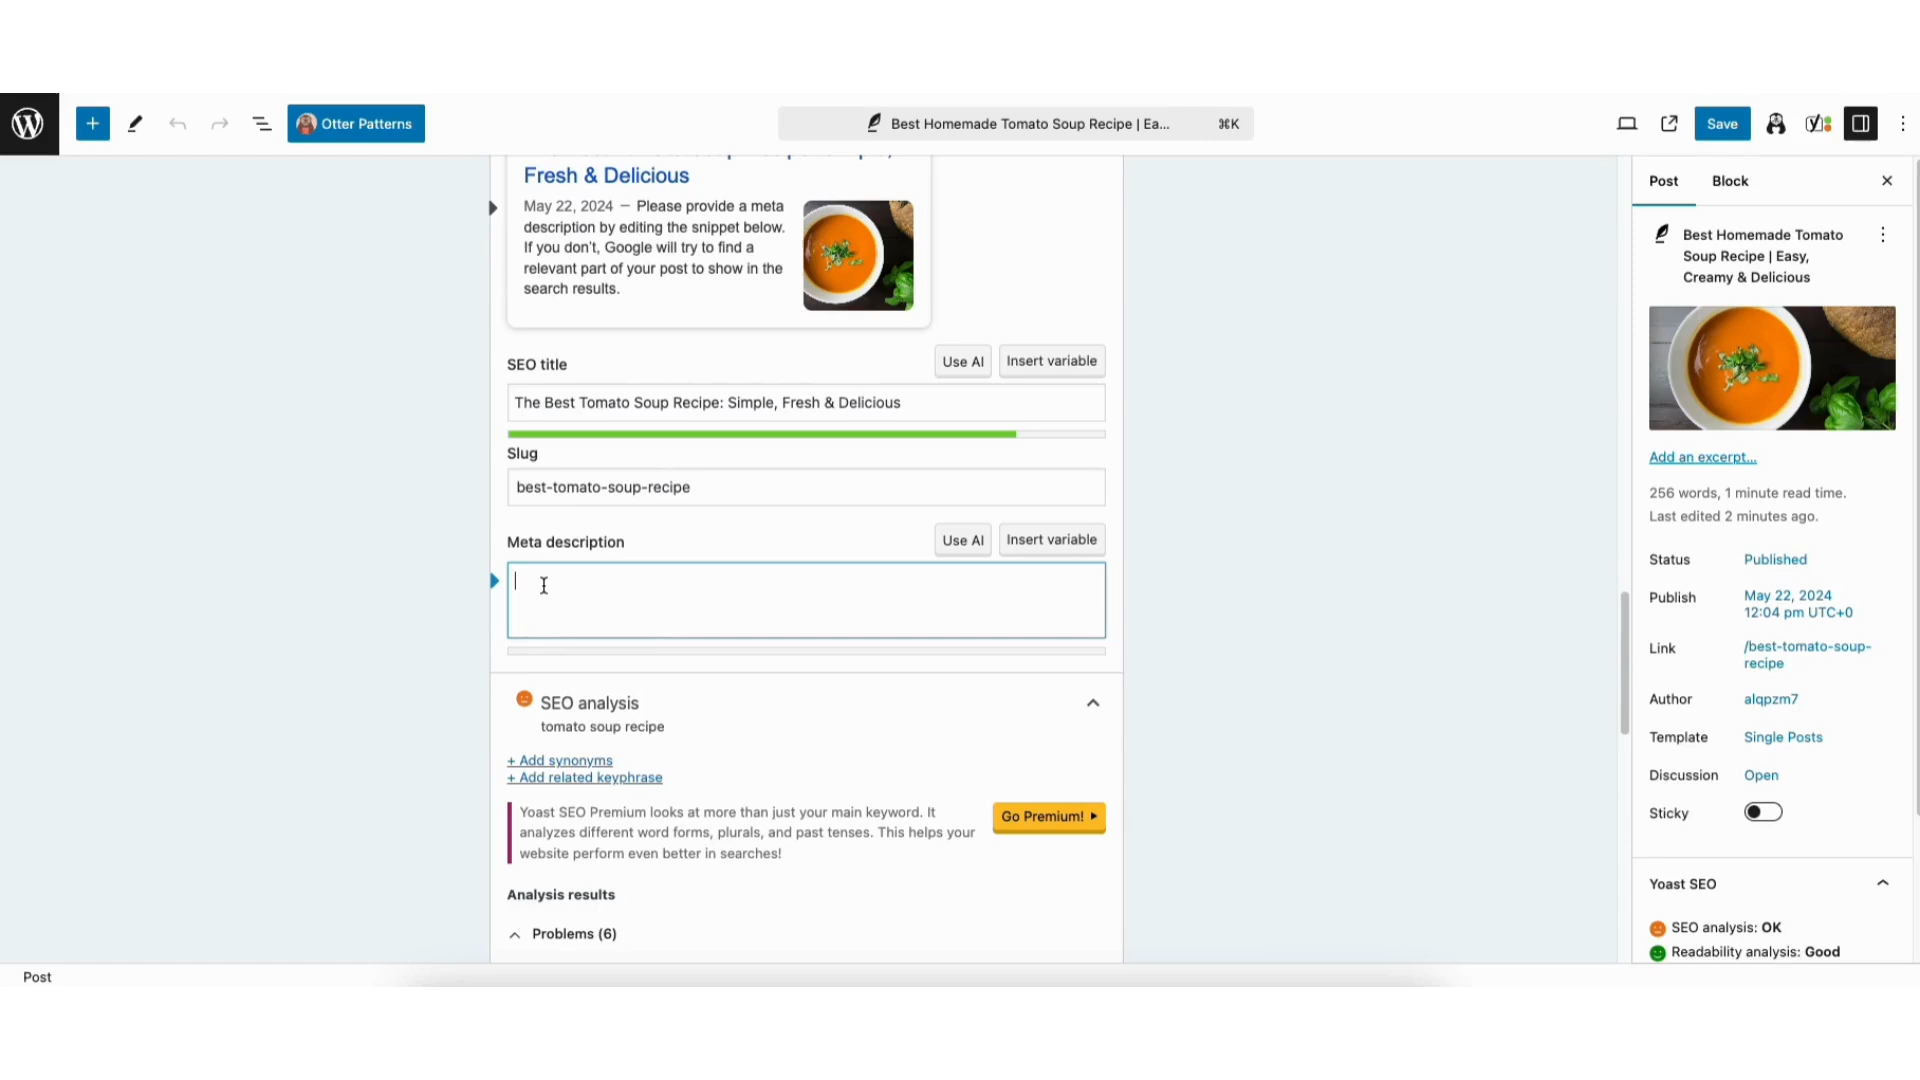 Otter Patterns
Best Homemade Tomato Soup Recipe | Ea... ⌘K
Save
Fresh & Delicious
May 22, 2024 – Please provide a meta
description by editing the snippet below.
If you don't, Google will try to find a
relevant part of your post to show in the
search results.
SEO title
Use AI
Insert variable
The Best Tomato Soup Recipe: Simple, Fresh & Delicious
Slug
best-tomato-soup-recipe
Meta description
Use AI
Insert variable
SEO analysis
tomato soup recipe
+ Add synonyms
+ Add related keyphrase
Yoast SEO Premium looks at more than just your main keyword. It
analyzes different word forms, plurals, and past tenses. This helps your
website perform even better in searches!
Go Premium!
Analysis results
Problems (6)
Post
Block
Best Homemade Tomato
Soup Recipe | Easy,
Creamy & Delicious
Add an excerpt...
256 words, 1 minute read time.
Last edited 2 minutes ago.
Status Published
Publish May 22, 2024
12:04 pm UTC+0
Link /best-tomato-soup-
recipe
Author alqpzm7
Template Single Posts
Discussion Open
Sticky
Yoast SEO
SEO analysis: OK
Readability analysis: Good
Post